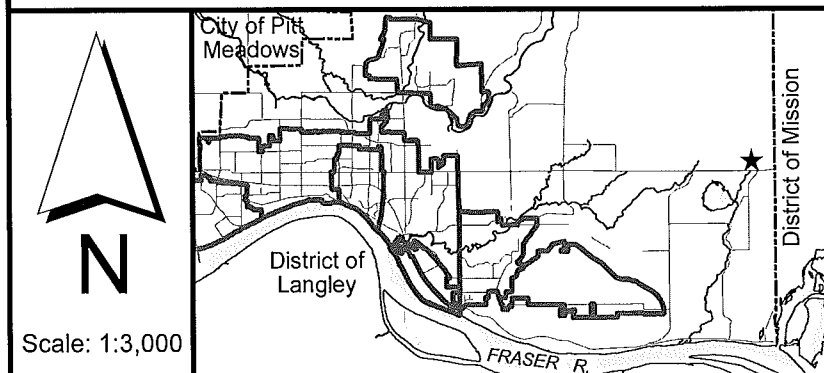 City of Pitt
Meadows
District of Mission
District of
Langley
N
Scale: 1:3,000
FRASER R.